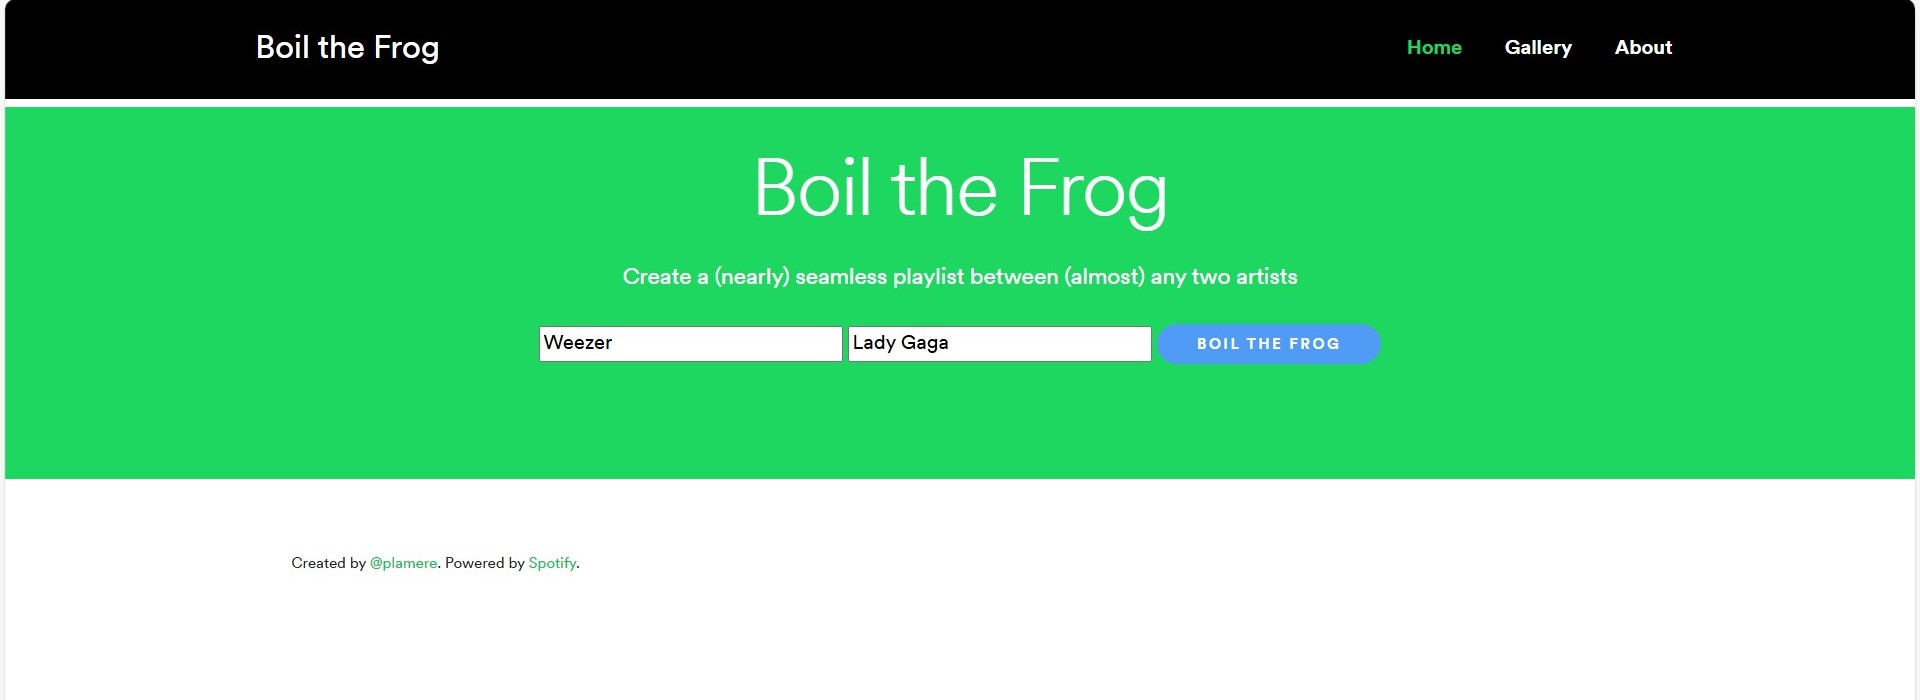 Boil the Frog
Home Gallery About
Boil the Frog
Create a (nearly) seamless playlist between (almost) any two artists
Weezer Lady Gaga BOIL THE FROG
Created by @plamere. Powered by Spotify.